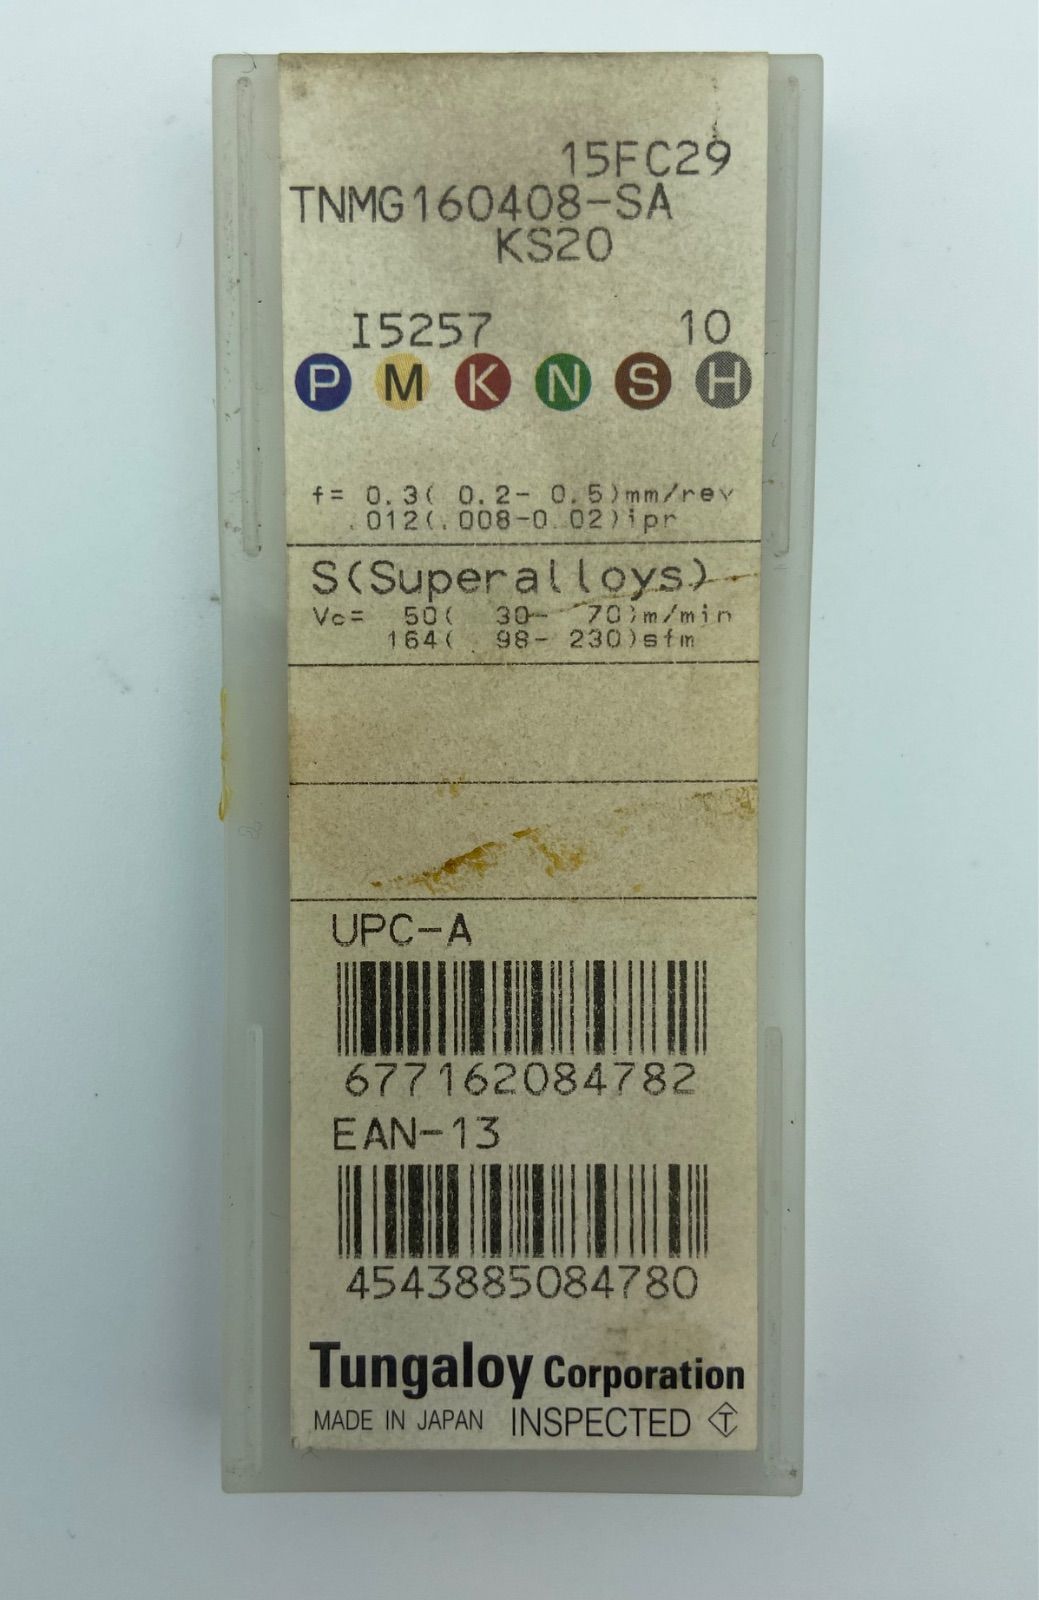 15FC29
TNMG160408-SA
KS20
I5257 10
P M K N S H
f= 0.3( 0.2- 0.5)mm/rev
.012(.008-0.02)ipr
S(Superalloys)
Vc= 50( 30- 70)m/min
164( 98- 230)sfm
UPC-A
677162084782
EAN-13
4543885084780
Tungaloy Corporation
MADE IN JAPAN INSPECTED T